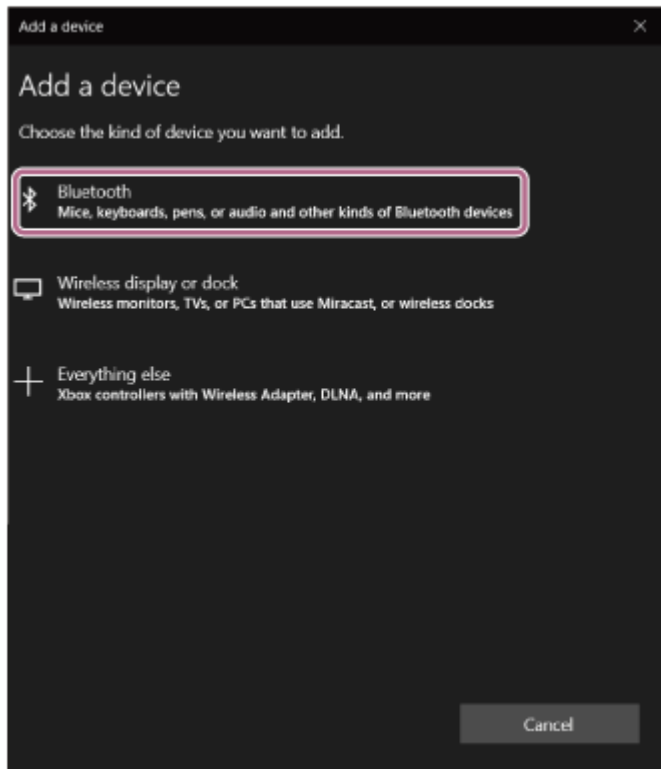 Add a device
Add a device
Choose the kind of device you want to add.
Bluetooth
Mice, keyboards, pens, or audio and other kinds of Bluetooth devices
Wireless display or dock
Wireless monitors, TVs, or PCs that use Miracast, or wireless docks
Everything else
Xbox controllers with Wireless Adapter, DLNA, and more
Cancel